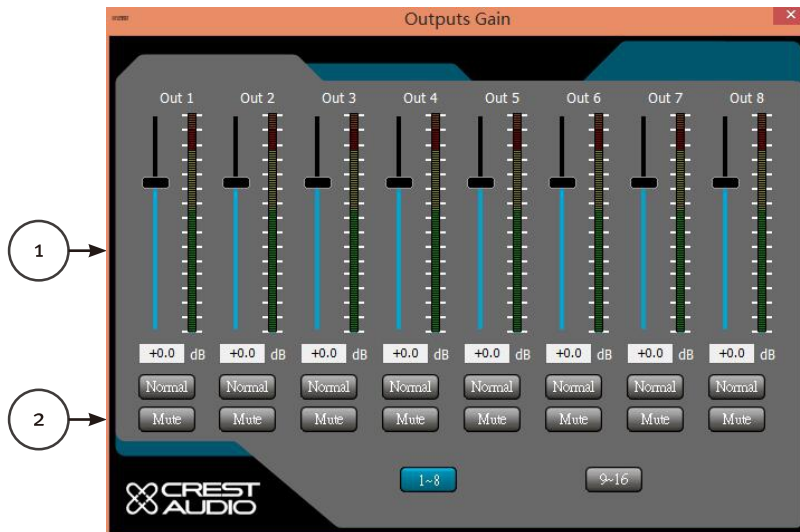 Outputs Gain
Out 1 Out 2 Out 3 Out 4 Out 5 Out 6 Out 7 Out 8
1
+0.0 dB +0.0 dB +0.0 dB +0.0 dB +0.0 dB +0.0 dB +0.0 dB +0.0 dB
Normal Normal Normal Normal Normal Normal Normal Normal
2
Mute Mute Mute Mute Mute Mute Mute Mute
1~8 9~16
CREST
AUDIO